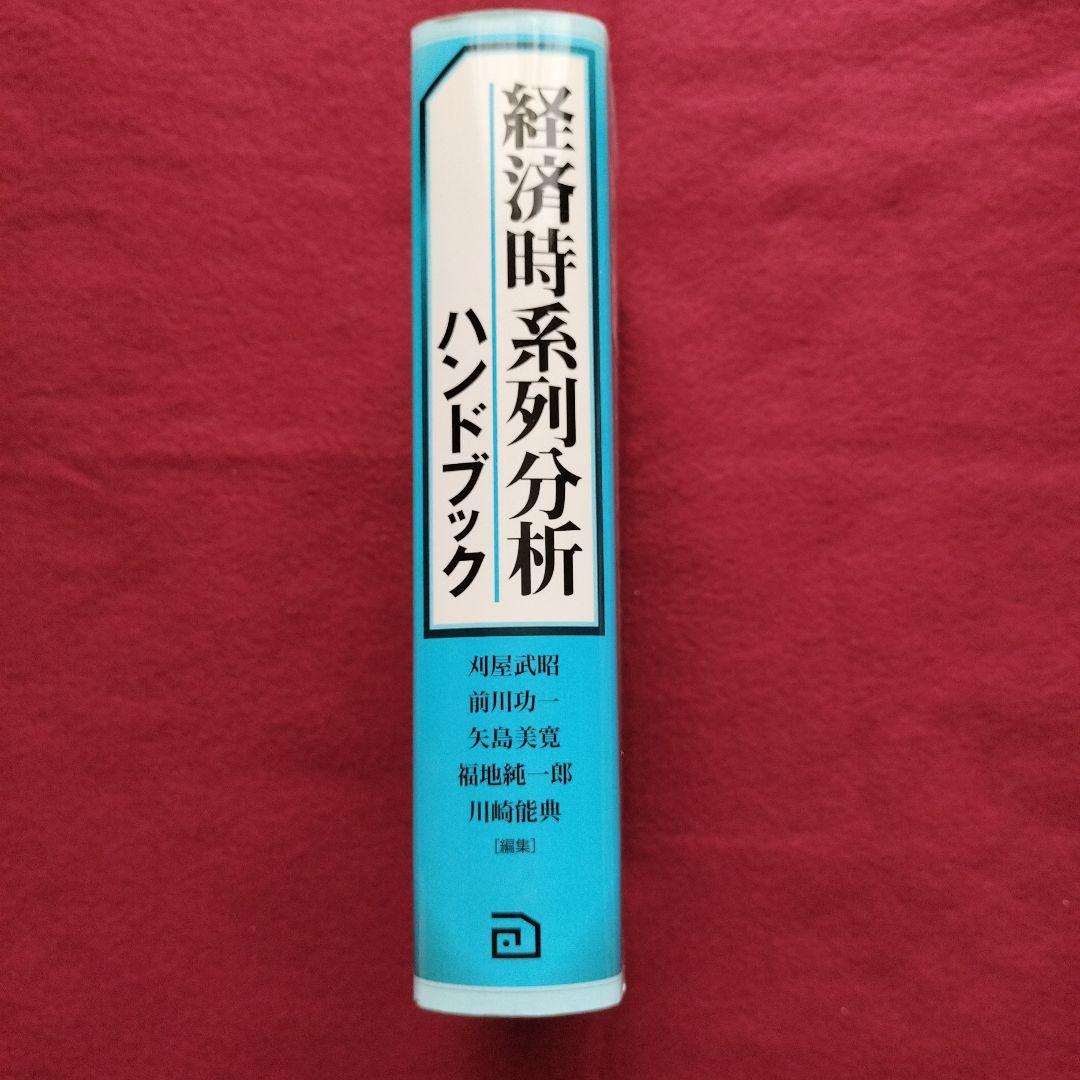 経済時系列分析
ハンドブック
刈屋武昭
前川功一
矢島美寛
福地純一郎
川崎能典
[編集]